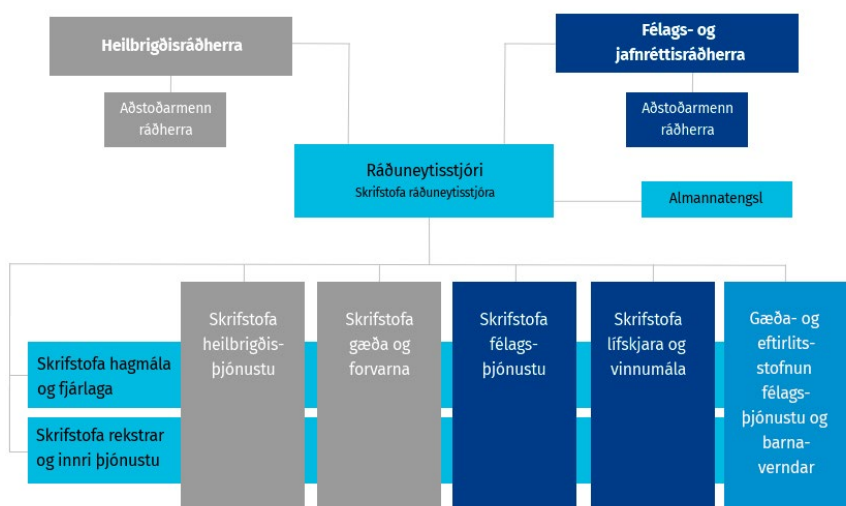 Heilbrigðisráðherra
Félags- og
jafnréttisráðherra
Aðstoðarmenn
ráðherra
Aðstoðarmenn
ráðherra
Ráðuneytisstjóri
Skrifstofa ráðuneytisstjóra
Almannatengsl
Skrifstofa
heilbrigðis-
þjónustu
Skrifstofa
gæða og
forvarna
Skrifstofa
félags-
þjónustu
Skrifstofa
lífskjara og
vinnumála
Gæða- og
eftirlits-
stofnun
félags-
þjónustu og
barna-
verndar
Skrifstofa hagmála
og fjárlaga
Skrifstofa rekstrar
og innri þjónustu